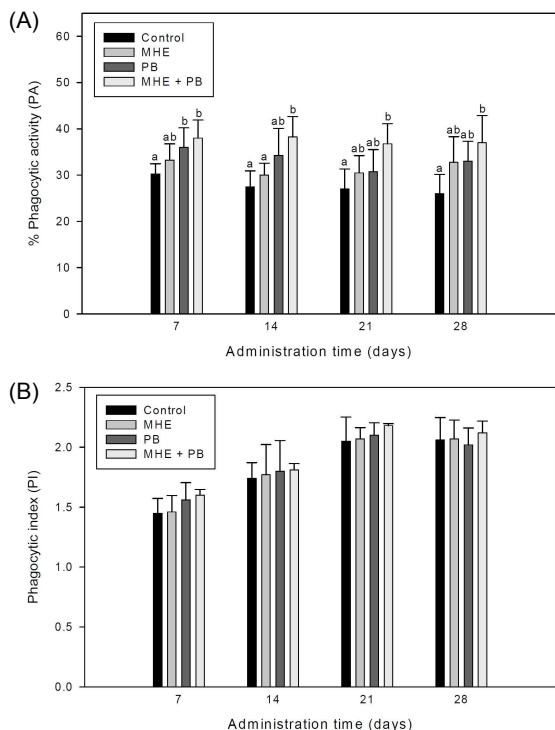 (A)
60
50
40
30
20
10
0
% Phagocytic activity (PA)
Control
MHE
PB
MHE + PB
a ab b b
a a ab b
a ab ab b
a ab ab b
7 14 21 28
Administration time (days)
(B)
2.5
2.0
1.5
1.0
0.5
0.0
Phagocytic index (PI)
Control
MHE
PB
MHE + PB
7 14 21 28
Administration time (days)